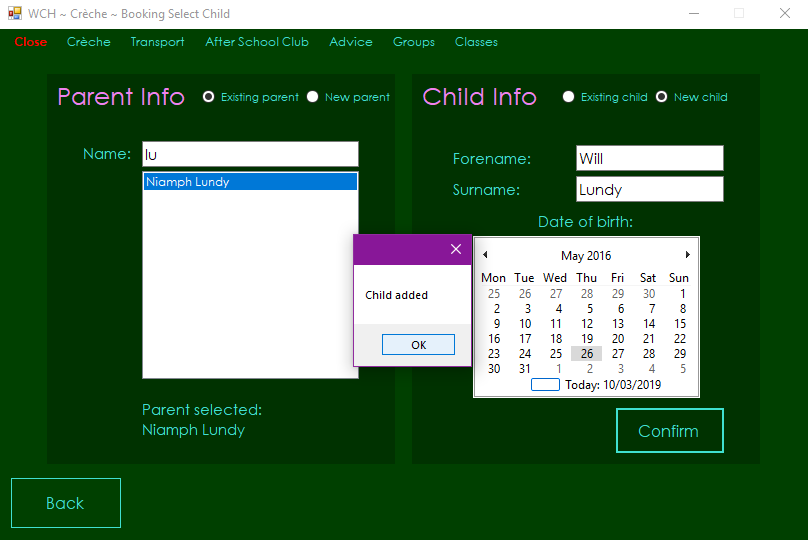 WCH ~ Crèche ~ Booking Select Child
Close Crèche Transport After School Club Advice Groups Classes
Parent Info Existing parent New parent
Name: lu
Niamph Lundy
Parent selected:
Niamph Lundy
Child Info Existing child New child
Forename: Will
Surname: Lundy
Date of birth:
May 2016
Mon Tue Wed Thu Fri Sat Sun
25 26 27 28 29 30 1
2 3 4 5 6 7 8
9 10 11 12 13 14 15
16 17 18 19 20 21 22
23 24 25 26 27 28 29
30 31 1 2 3 4 5
Today: 10/03/2019
Confirm
Child added
OK
Back